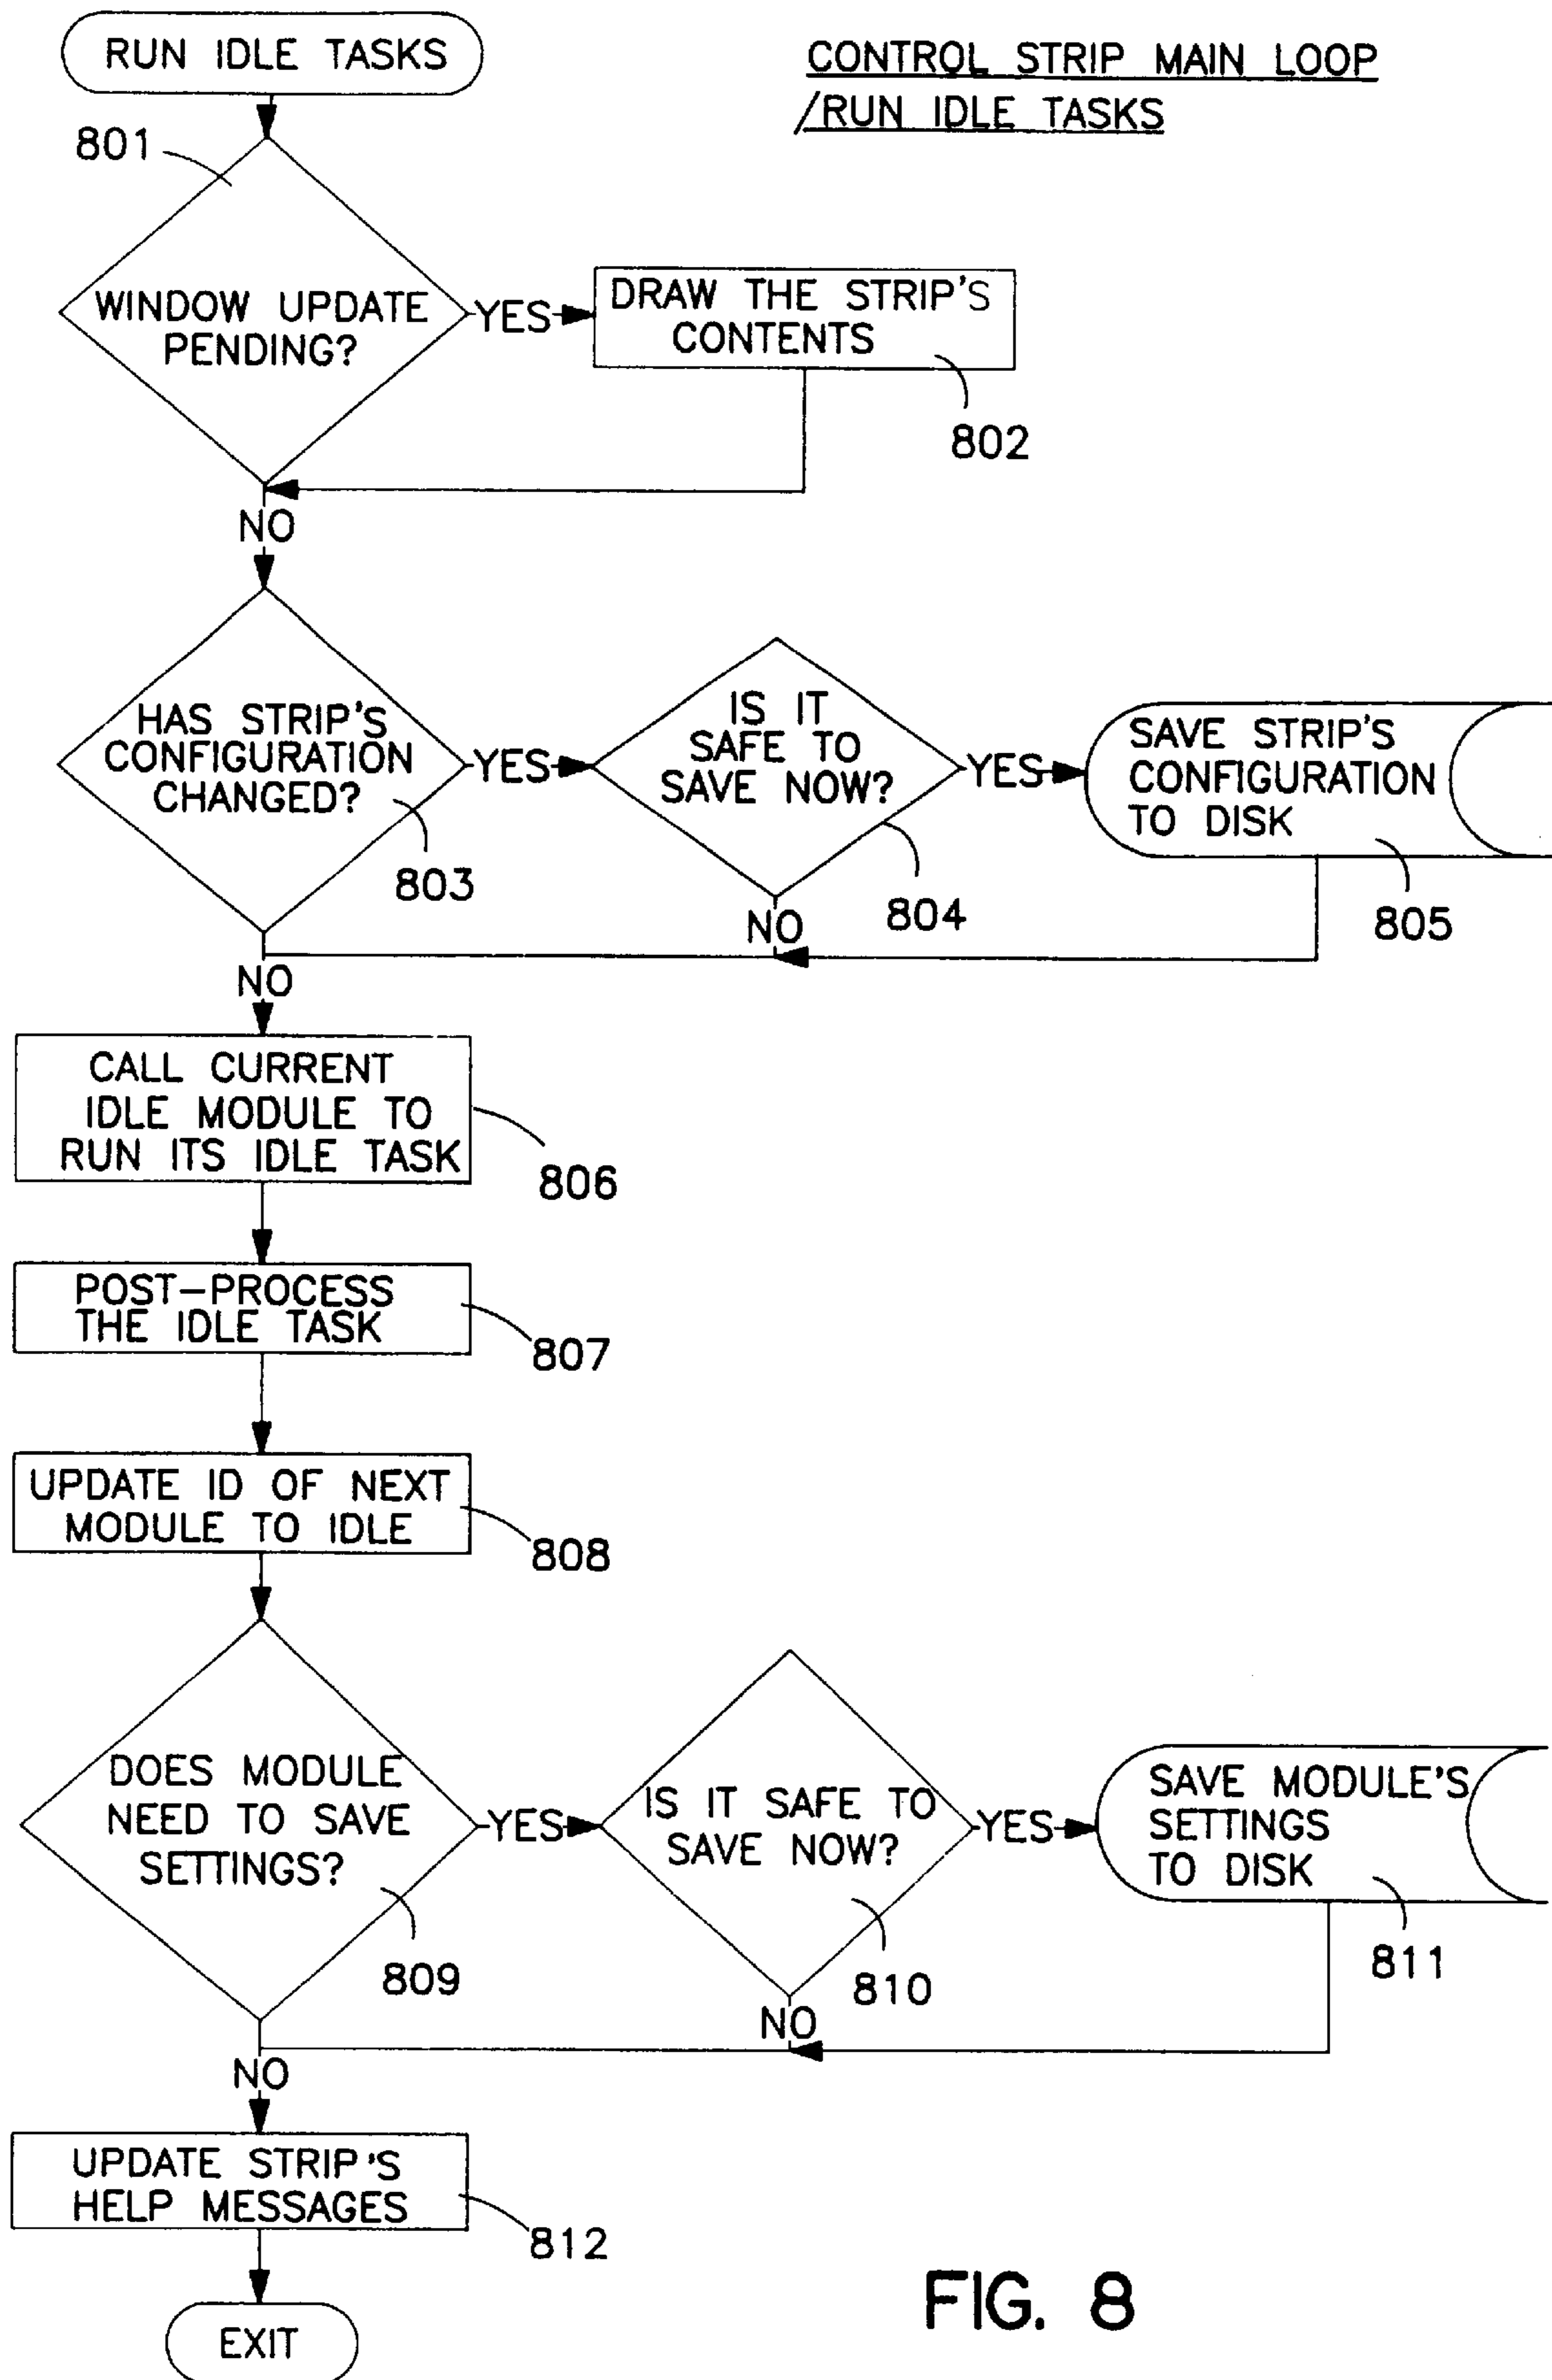 RUN IDLE TASKS
CONTROL STRIP MAIN LOOP
/RUN IDLE TASKS
801
WINDOW UPDATE
PENDING?
YES
DRAW THE STRIP'S
CONTENTS
802
NO
HAS STRIP'S
CONFIGURATION
CHANGED?
803
YES
IS IT
SAFE TO
SAVE NOW?
804
YES
SAVE STRIP'S
CONFIGURATION
TO DISK
805
NO
NO
CALL CURRENT
IDLE MODULE TO
RUN ITS IDLE TASK
806
POST-PROCESS
THE IDLE TASK
807
UPDATE ID OF NEXT
MODULE TO IDLE
808
DOES MODULE
NEED TO SAVE
SETTINGS?
809
YES
IS IT SAFE TO
SAVE NOW?
810
YES
SAVE MODULE'S
SETTINGS
TO DISK
811
NO
NO
UPDATE STRIP'S
HELP MESSAGES
812
EXIT
FIG. 8